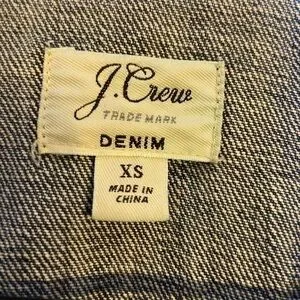 J.Crew
TRADE MARK
DENIM
XS
MADE IN
CHINA